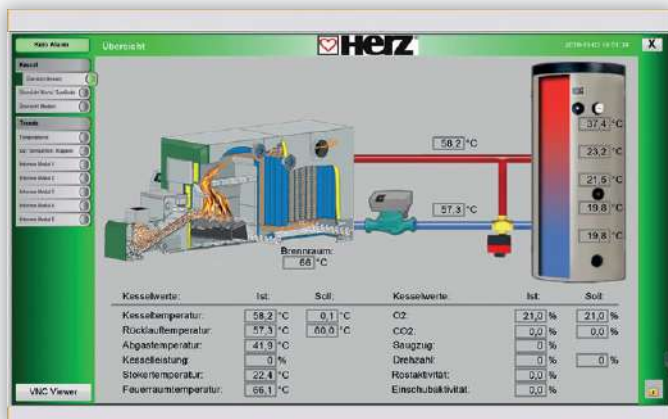 Kein Alarm
Übersicht
HERZ
X
Kessel
Trends
Temperaturen
58,2 °C
57,3 °C
37,4 °C
23,2 °C
21,5 °C
19,8 °C
19,8 °C
Brennraum:
66 °C
Kesselwerte: Ist: Soll:
Kesseltemperatur: 58,2 °C 0,1 °C
Rücklauftemperatur: 57,3 °C 60,0 °C
Abgastemperatur: 41,9 °C
Kesselleistung: 0 %
Stokertemperatur: 22,4 °C
Feuerraumtemperatur: 66,1 °C
Kesselwerte: Ist: Soll:
O2: 21,0 % 21,0 %
CO2: 0,0 % 0,0 %
Saugzug: 0 %
Drehzahl: 0 % 0 %
Rostaktivität: 0,0 %
Einschubaktivität: 0,0 %
VNC Viewer